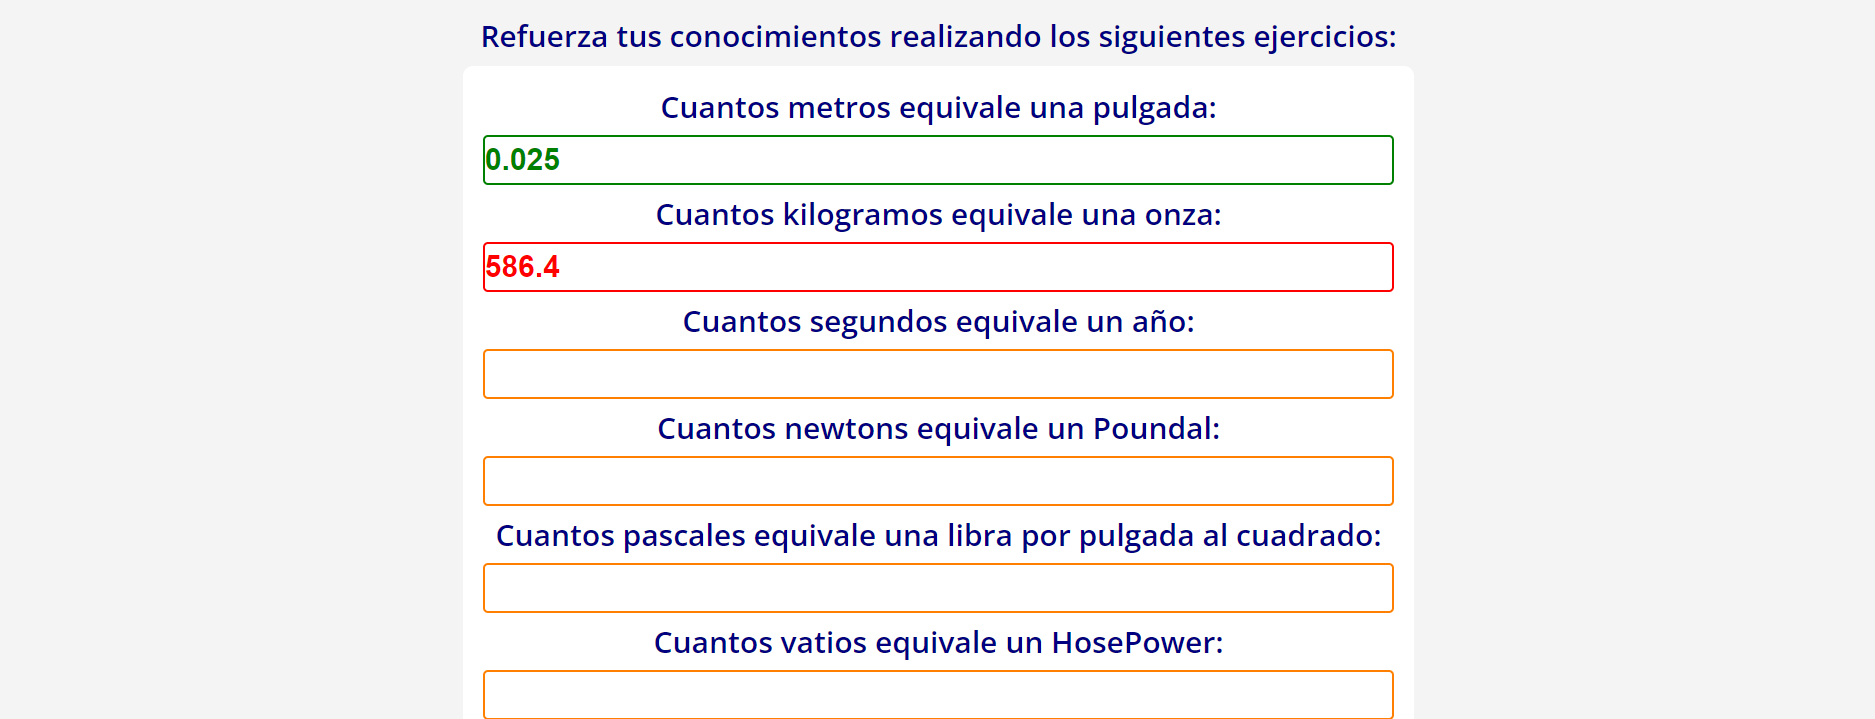 Refuerza tus conocimientos realizando los siguientes ejercicios:
Cuantos metros equivale una pulgada:
0.025
Cuantos kilogramos equivale una onza:
586.4
Cuantos segundos equivale un año:
Cuantos newtons equivale un Poundal:
Cuantos pascales equivale una libra por pulgada al cuadrado:
Cuantos vatios equivale un HosePower: